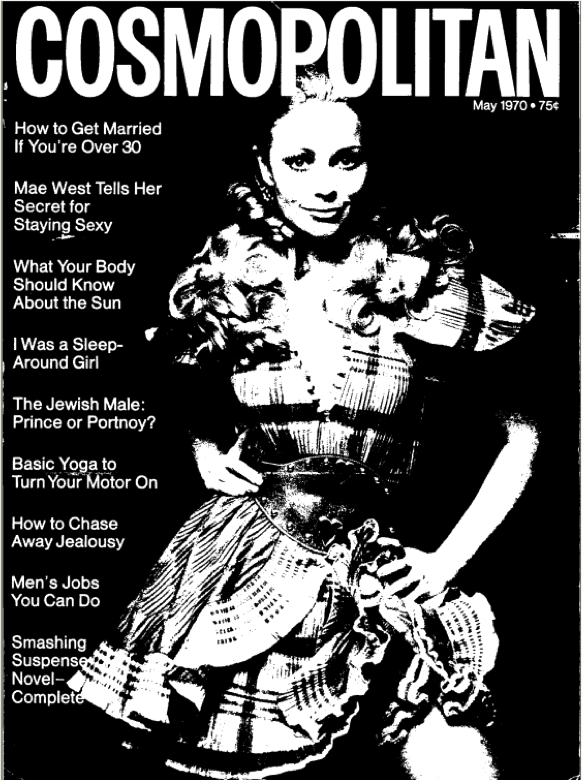 COSMOPOLITAN
May 1970 • 75¢
How to Get Married
If You're Over 30
Mae West Tells Her
Secret for
Staying Sexy
What Your Body
Should Know
About the Sun
I Was a Sleep-
Around Girl
The Jewish Male:
Prince or Portnoy?
Basic Yoga to
Turn Your Motor On
How to Chase
Away Jealousy
Men's Jobs
You Can Do
Smashing
Suspense
Novel–
Complete